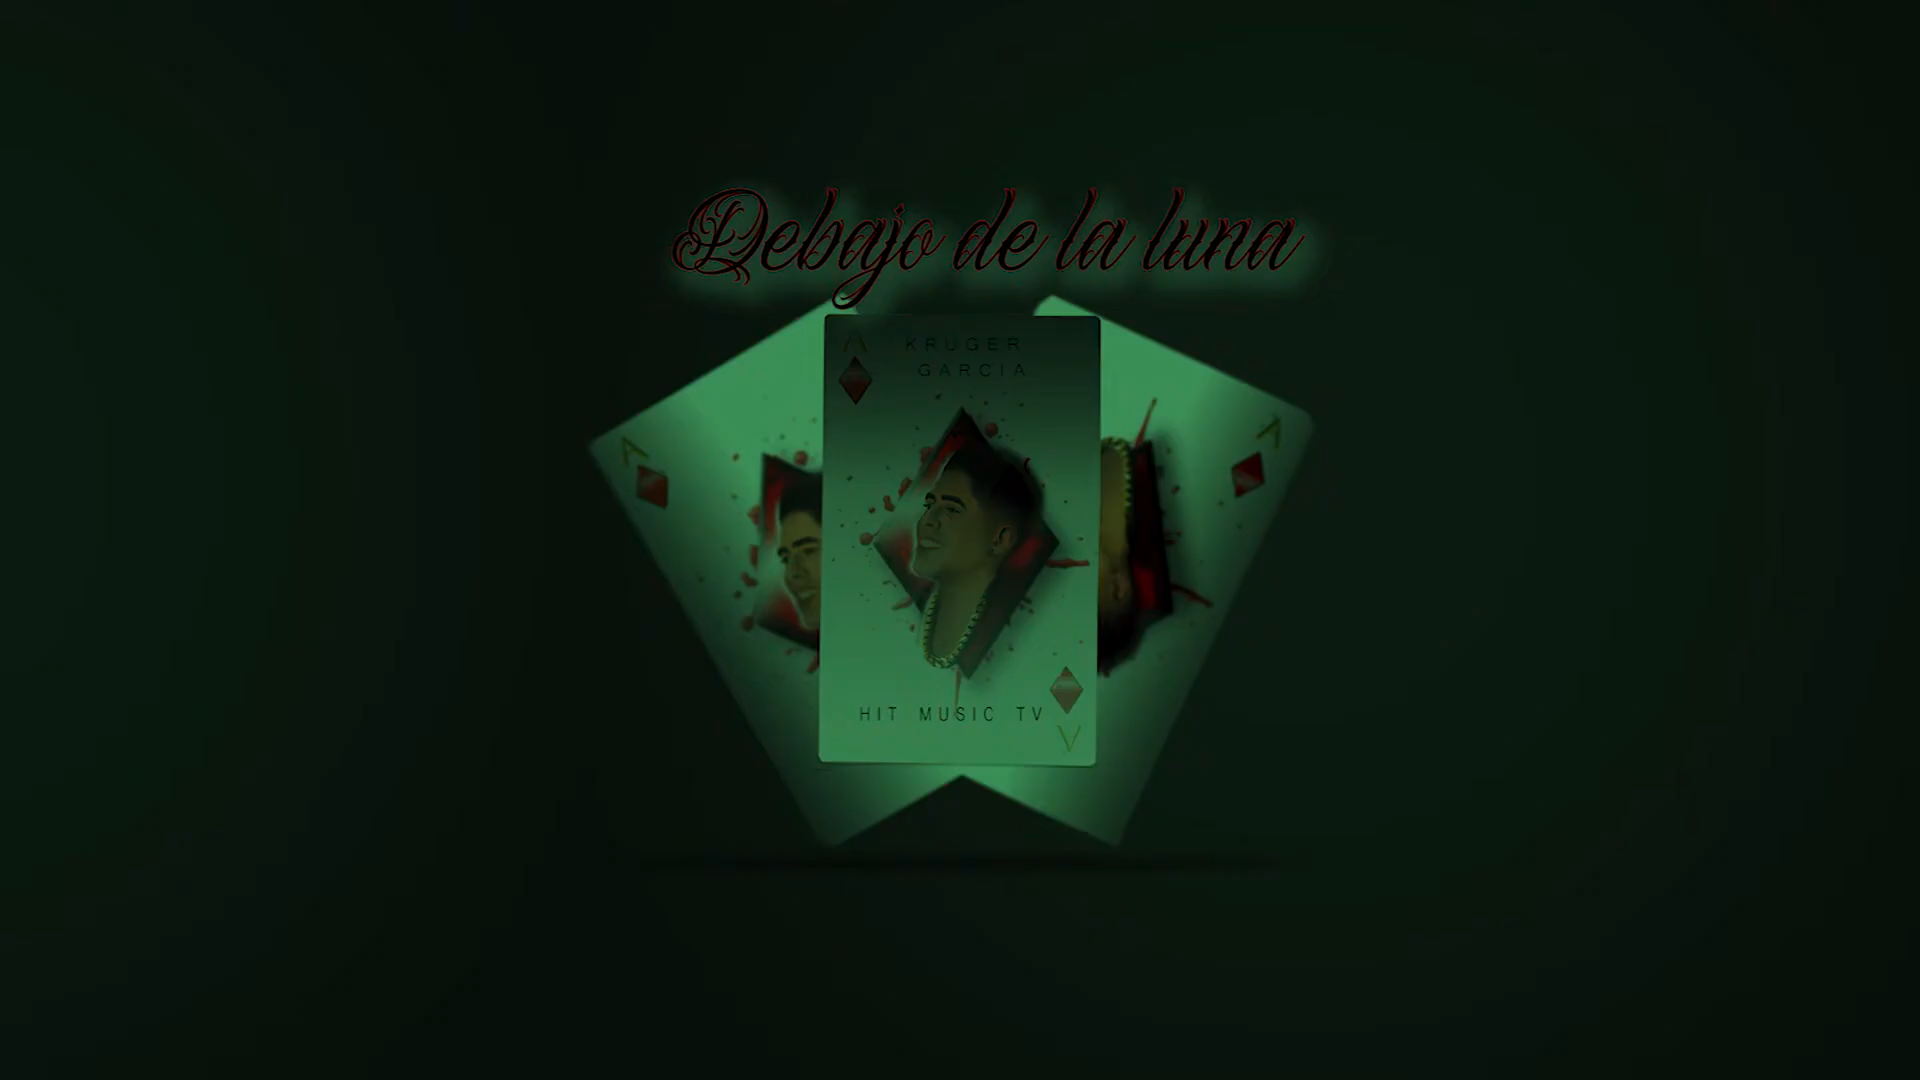 Debajo de la luna
A
KRUGER
GARCIA
A
A
HIT MUSIC TV
A